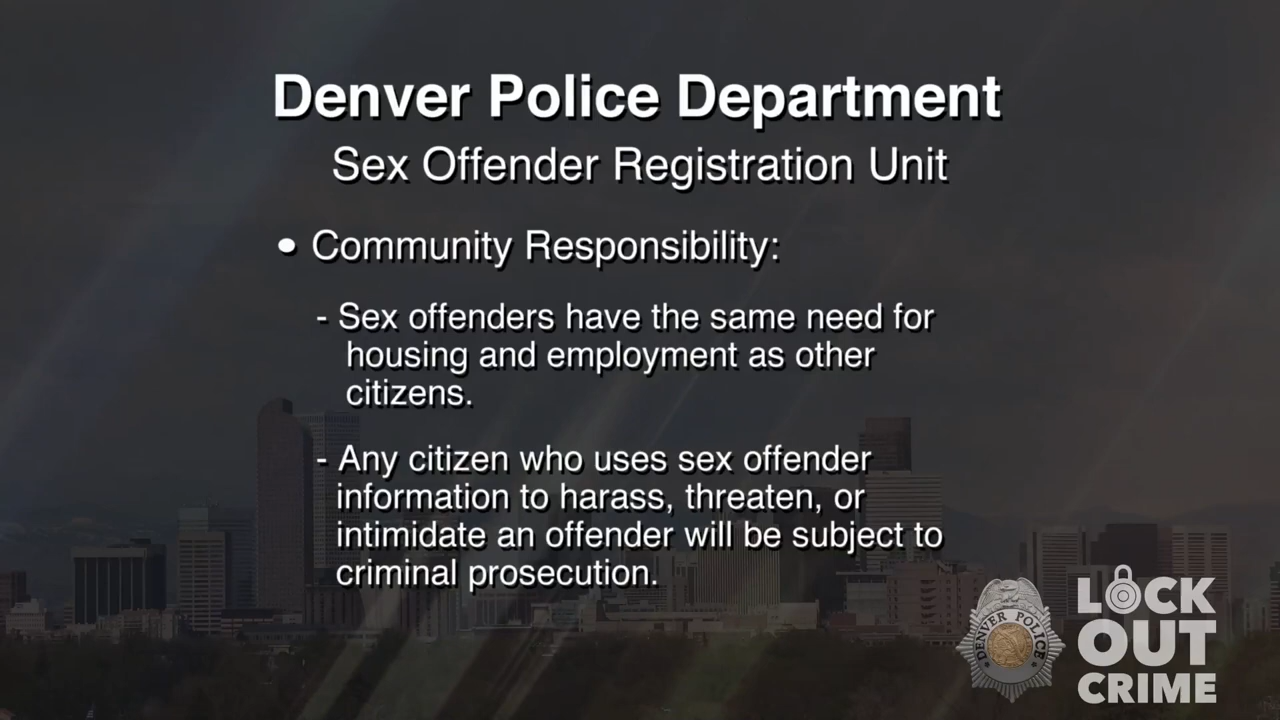 Denver Police Department
Sex Offender Registration Unit
• Community Responsibility:
- Sex offenders have the same need for
housing and employment as other
citizens.
- Any citizen who uses sex offender
information to harass, threaten, or
intimidate an offender will be subject to
criminal prosecution.
DENVER POLICE
LOCK
OUT
CRIME